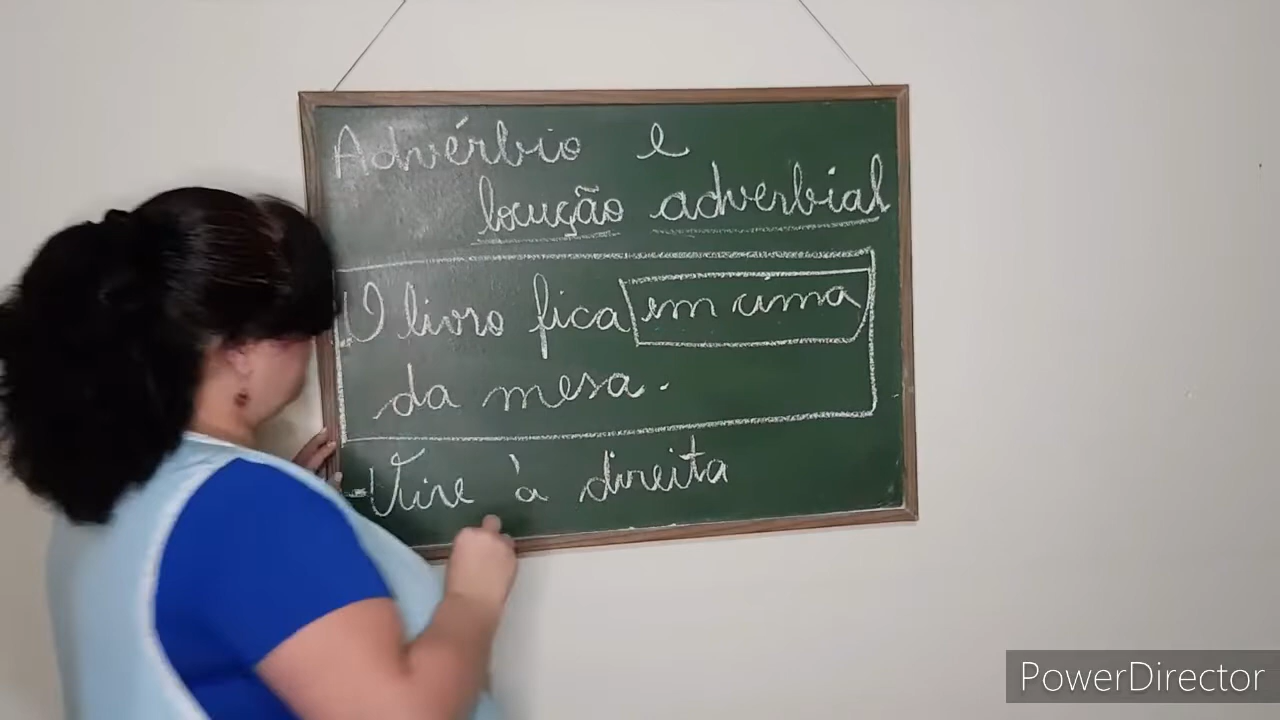 Advérbio e
locução adverbial
O livro fica em cima
da mesa.
- Vire à direita
PowerDirector